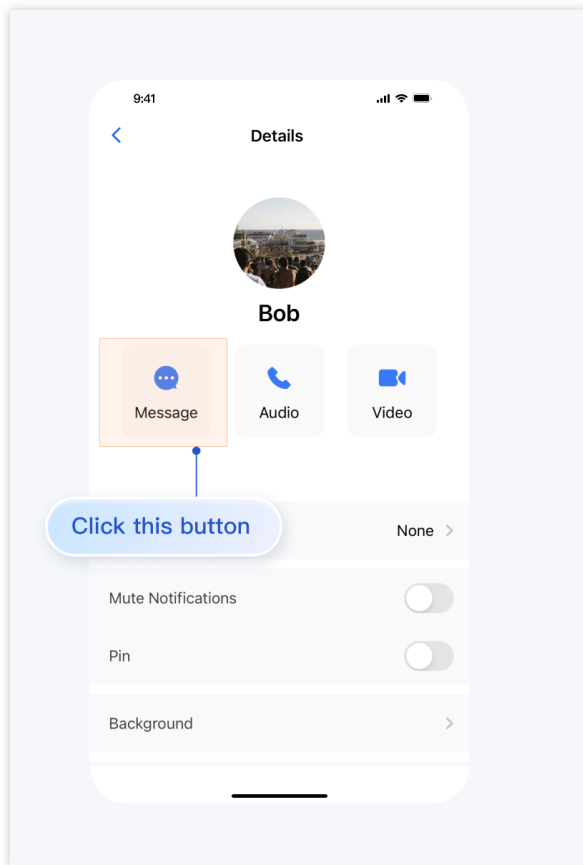 9:41
Details
Bob
Message
Audio
Video
Click this button
None
Mute Notifications
Pin
Background